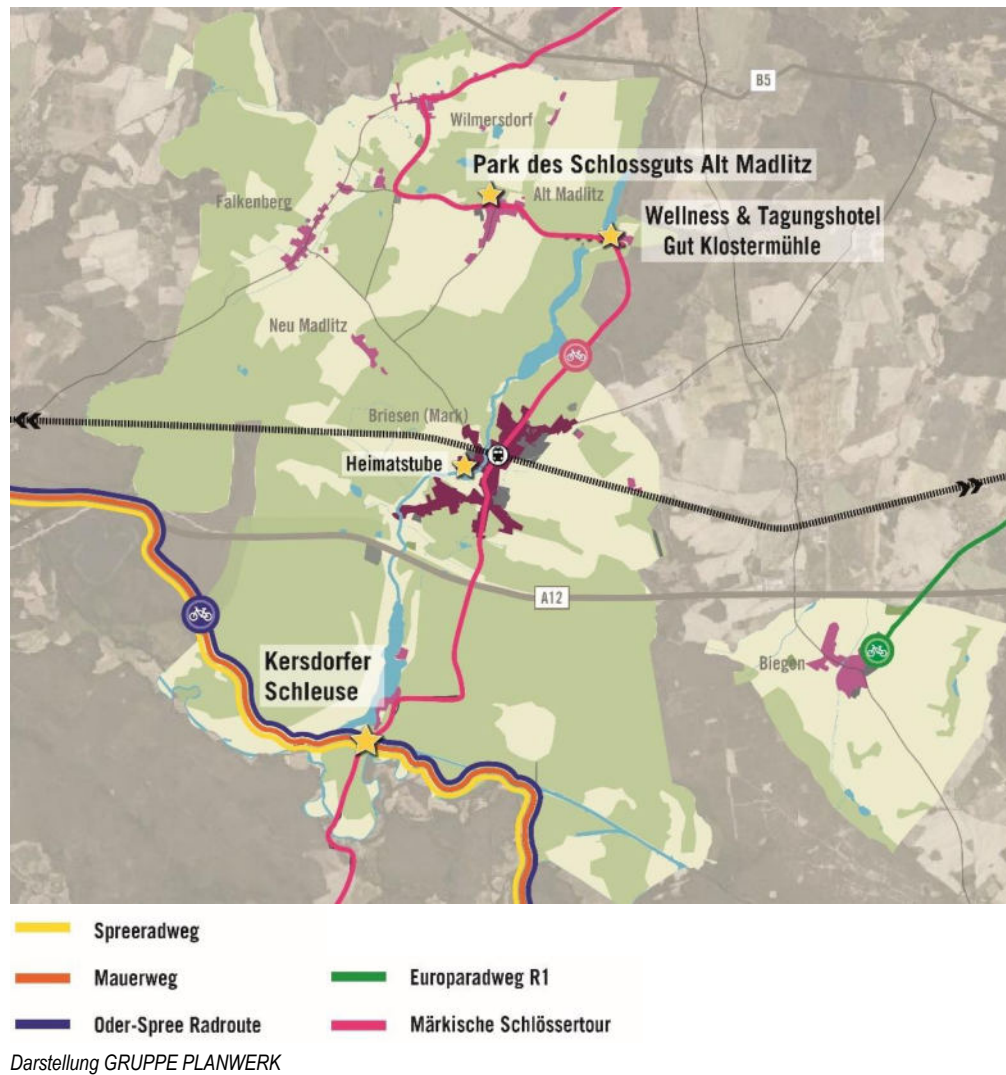 B5
Wilmersdorf
Park des Schlossguts Alt Madlitz
Alt Madlitz
Falkenberg
Wellness & Tagungshotel
Gut Klostermühle
Neu Madlitz
Briesen (Mark)
Heimatstube
A12
Kersdorfer
Schleuse
Biegen
Spreeradweg
Mauerweg
Europaradweg R1
Oder-Spree Radroute
Märkische Schlössertour
Darstellung GRUPPE PLANWERK